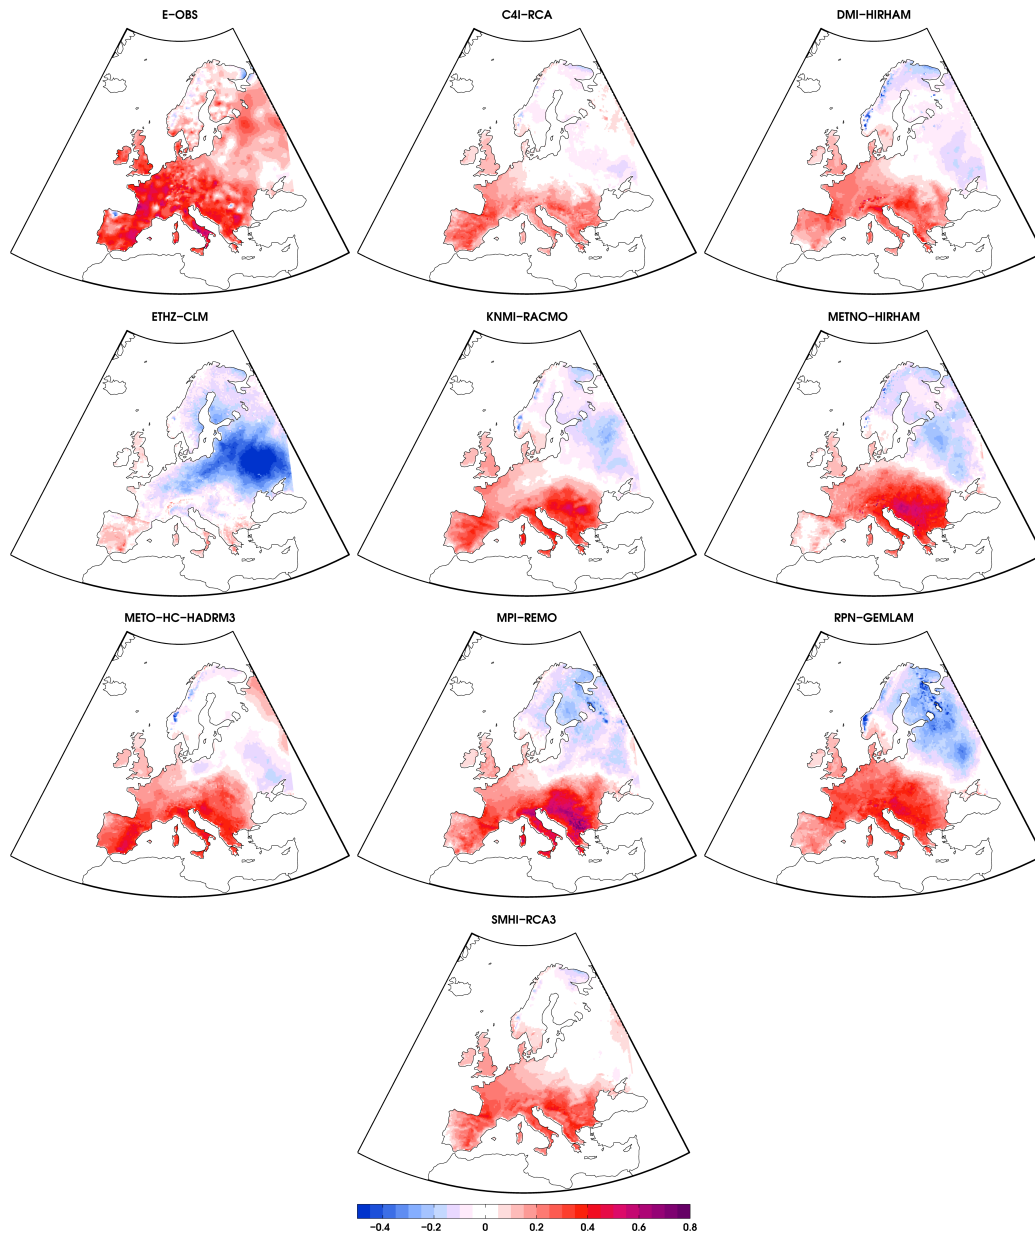 E-OBS
C4I-RCA
DMI-HIRHAM
ETHZ-CLM
KNMI-RACMO
METNO-HIRHAM
METO-HC-HADRM3
MPI-REMO
RPN-GEMLAM
SMHI-RCA3
-0.4 -0.2 0 0.2 0.4 0.6 0.8